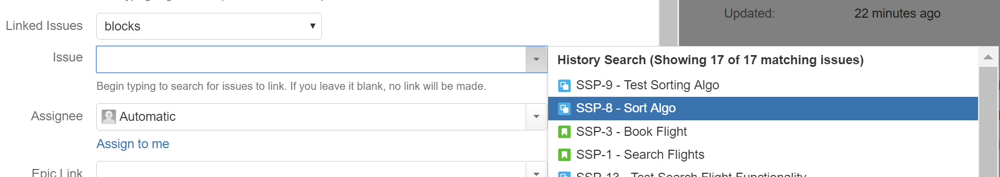 Updated: 22 minutes ago
Linked Issues blocks
Issue
History Search (Showing 17 of 17 matching issues)
SSP-9 - Test Sorting Algo
Begin typing to search for issues to link. If you leave it blank, no link will be made.
SSP-8 - Sort Algo
Assignee Automatic
SSP-3 - Book Flight
Assign to me
SSP-1 - Search Flights
Epic Link
SSP-13 - Test Search Flight Functionality